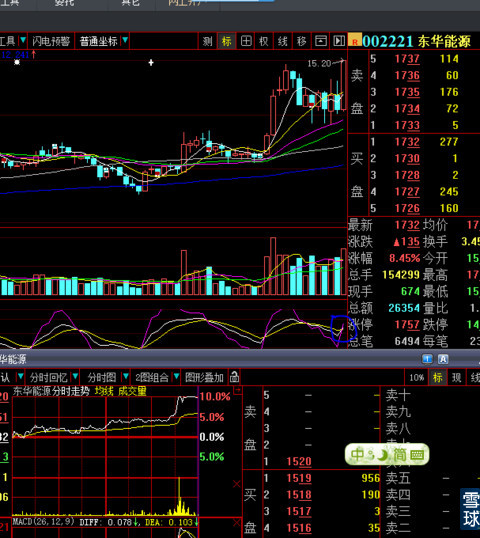 工具 委托 其它 网上开户
工具 闪电预警 普通坐标 测 标 权 线 移
R 002221 东华能源
15.20
卖盘
5 1737 114
4 1736 60
3 1735 176
2 1734 72
1 1733 5
买盘
1 1732 277
2 1730 1
3 1728 2
4 1727 245
5 1726 160
最新 1732 均价 17
涨跌 ▲135 换手 3.45
涨幅 8.45% 今开 15
总手 154299 最高 17
现手 674 最低 15
总额 26354 量比 1.
涨停 1757 跌停 14
总笔 6494 每笔 23
华能源
认 分时回忆 分时图 2图组合 图形叠加 10% 标 现 线
东华能源分时走势 均线 成交量
10.0%
5.0%
0.0%
5.0%
卖盘
5 – –
4 – –
3 – –
2 – –
1 1520
买盘
1 1519 956
2 1518 190
3 1517 3
4 1516 35
卖十
卖九
卖八
卖五 –
卖四 –
卖三 –
卖二 –
中 简
MACD(26,12,9) DIFF: 0.078↓, DEA: 0.103↓
雪球